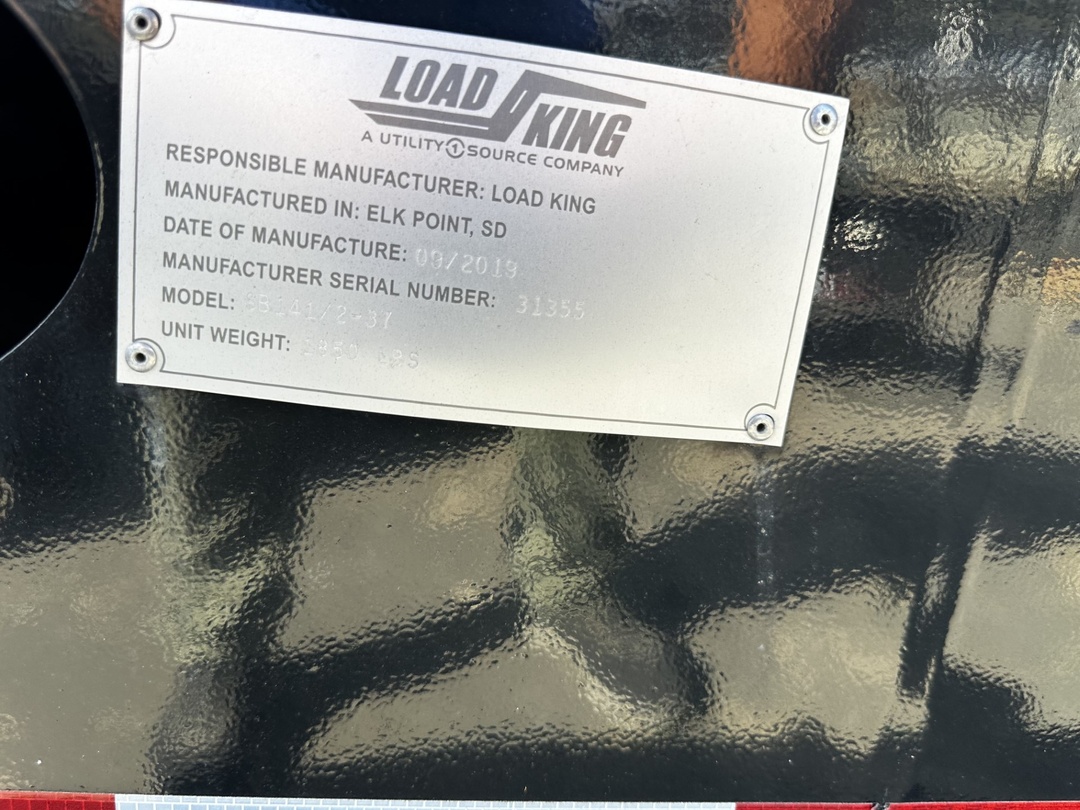 LOAD KING
A UTILITY 1 SOURCE COMPANY
RESPONSIBLE MANUFACTURER: LOAD KING
MANUFACTURED IN: ELK POINT, SD
DATE OF MANUFACTURE: 09/2019
MANUFACTURER SERIAL NUMBER: 31355
MODEL:
UNIT WEIGHT: